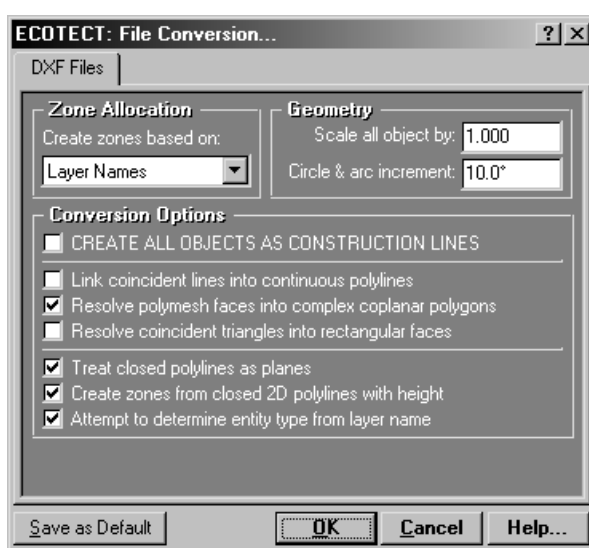 ECOTECT: File Conversion...
DXF Files
Zone Allocation
Create zones based on:
Layer Names
Geometry
Scale all object by: 1.000
Circle & arc increment: 10.0°
Conversion Options
CREATE ALL OBJECTS AS CONSTRUCTION LINES
Link coincident lines into continuous polylines
Resolve polymesh faces into complex coplanar polygons
Resolve coincident triangles into rectangular faces
Treat closed polylines as planes
Create zones from closed 2D polylines with height
Attempt to determine entity type from layer name
Save as Default OK Cancel Help...